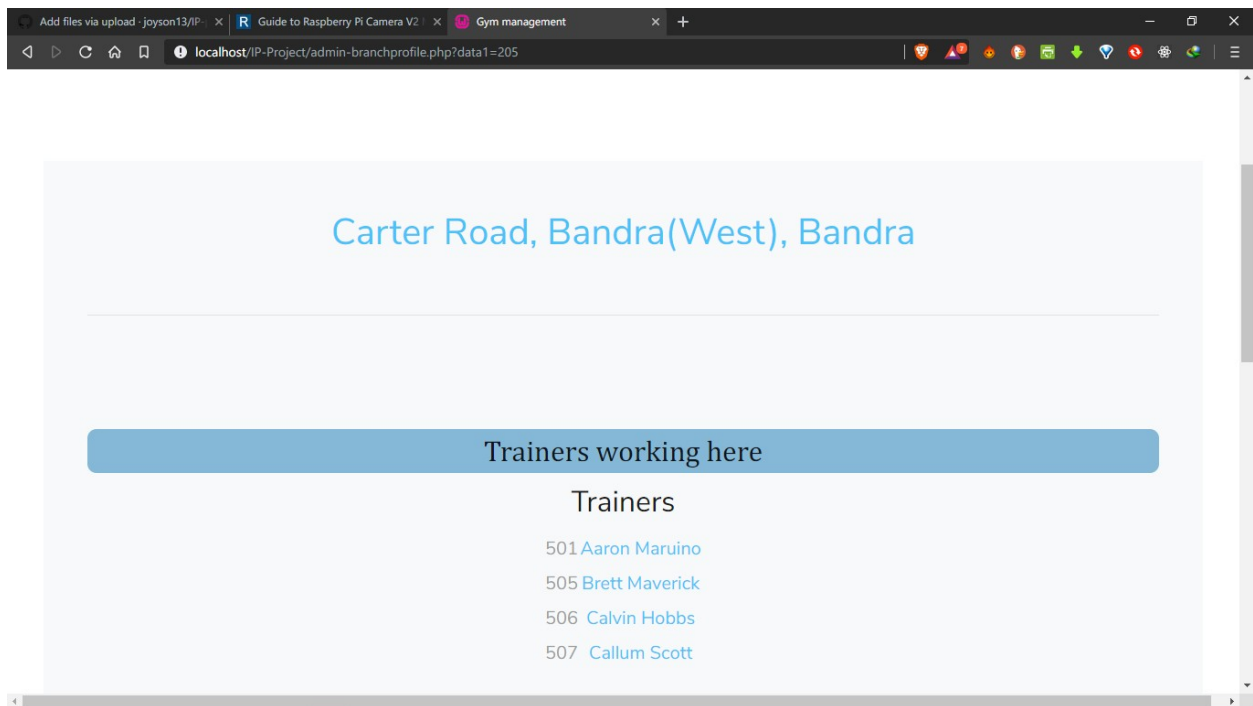 Add files via upload · joyson13/IP-
Guide to Raspberry Pi Camera V2
Gym management
localhost/IP-Project/admin-branchprofile.php?data1=205
Carter Road, Bandra(West), Bandra
Trainers working here
Trainers
501 Aaron Maruino
505 Brett Maverick
506 Calvin Hobbs
507 Callum Scott